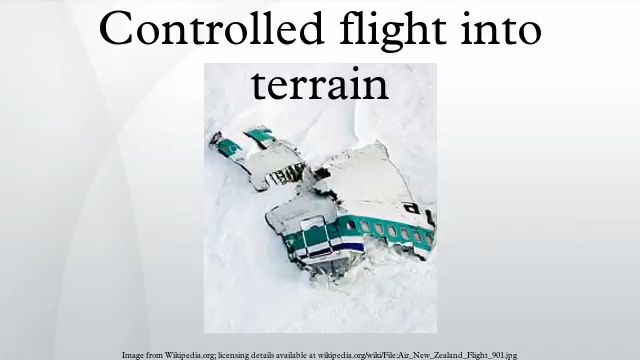 Controlled flight into
terrain
Image from Wikipedia.org; licensing details available at wikipedia.org/wiki/File:Air_New_Zealand_Flight_901.jpg